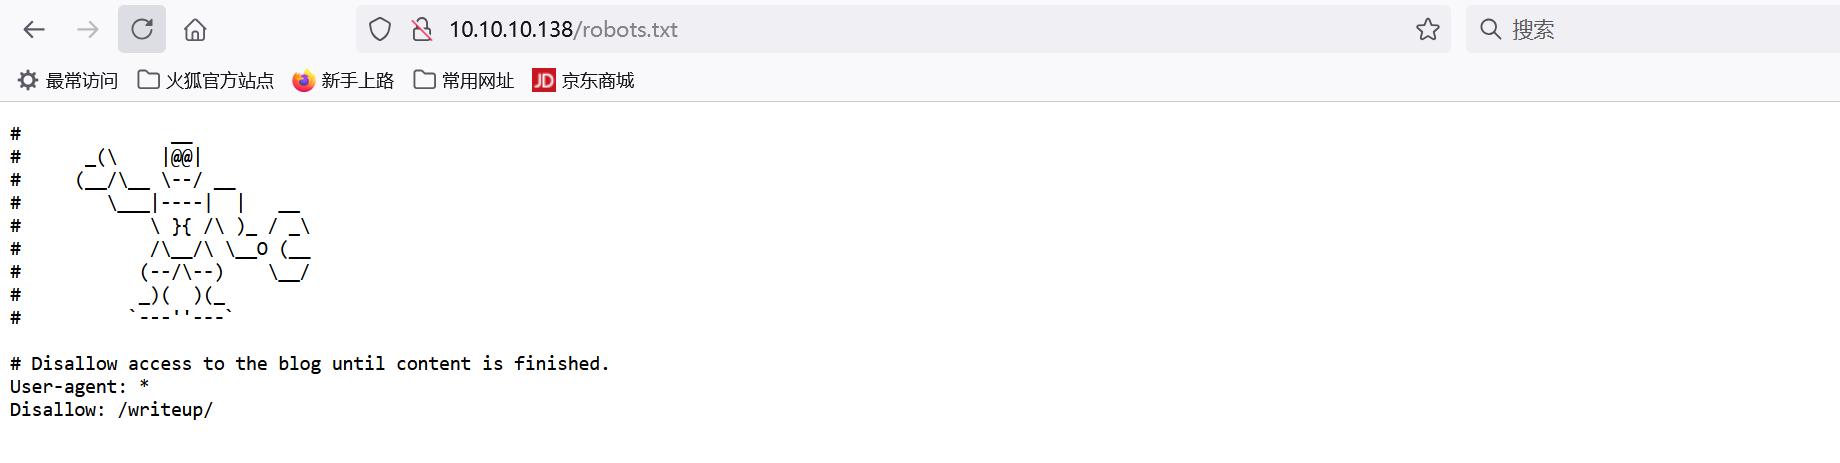 10.10.10.138/robots.txt
搜索
最常访问 火狐官方站点 新手上路 常用网址 JD 京东商城
#              __
#      _(\    |@@|
#     (__/\__ \--/ __
#        \___|----|  |   __
#            \ }{ /\ )_ / _\
#            /\__/\ \__O (__
#           (--/\--)    \__/
#           _)(  )(_
#          `---''---`
# Disallow access to the blog until content is finished.
User-agent: *
Disallow: /writeup/